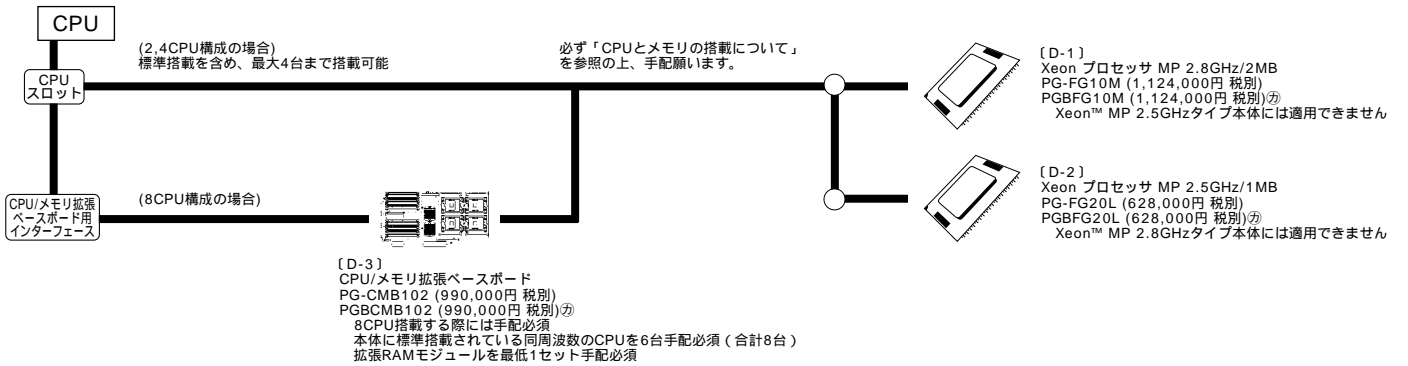 CPU
(2,4CPU構成の場合)
標準搭載を含め、最大4台まで搭載可能
必ず「CPUとメモリの搭載について」
を参照の上、手配願います。
CPU
スロット
〔D-1〕
Xeon プロセッサ MP 2.8GHz/2MB
PG-FG10M (1,124,000円 税別)
PGBFG10M (1,124,000円 税別)㋕
Xeon™ MP 2.5GHzタイプ本体には適用できません
CPU/メモリ拡張
ベースボード用
インターフェース
(8CPU構成の場合)
〔D-2〕
Xeon プロセッサ MP 2.5GHz/1MB
PG-FG20L (628,000円 税別)
PGBFG20L (628,000円 税別)㋕
Xeon™ MP 2.8GHzタイプ本体には適用できません
〔D-3〕
CPU/メモリ拡張ベースボード
PG-CMB102 (990,000円 税別)
PGBCMB102 (990,000円 税別)㋕
8CPU搭載する際には手配必須
本体に標準搭載されている同周波数のCPUを6台手配必須（合計8台）
拡張RAMモジュールを最低1セット手配必須